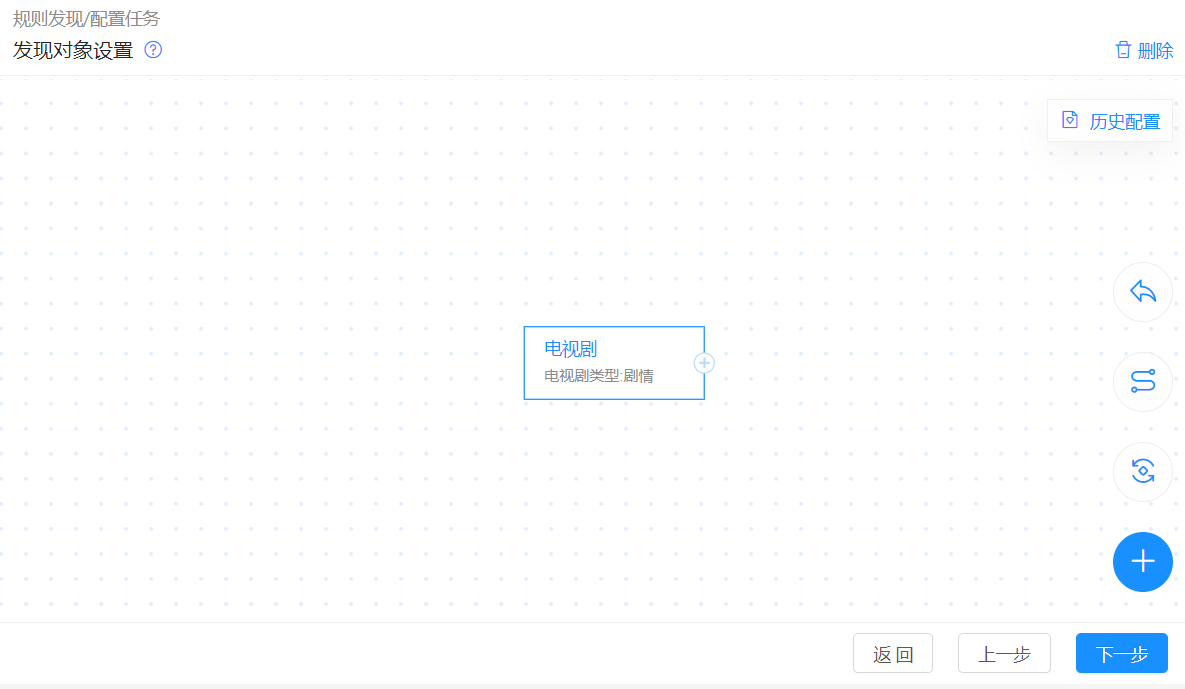 规则发现/配置任务
发现对象设置
删除
历史配置
电视剧
电视剧类型:剧情
返回
上一步
下一步